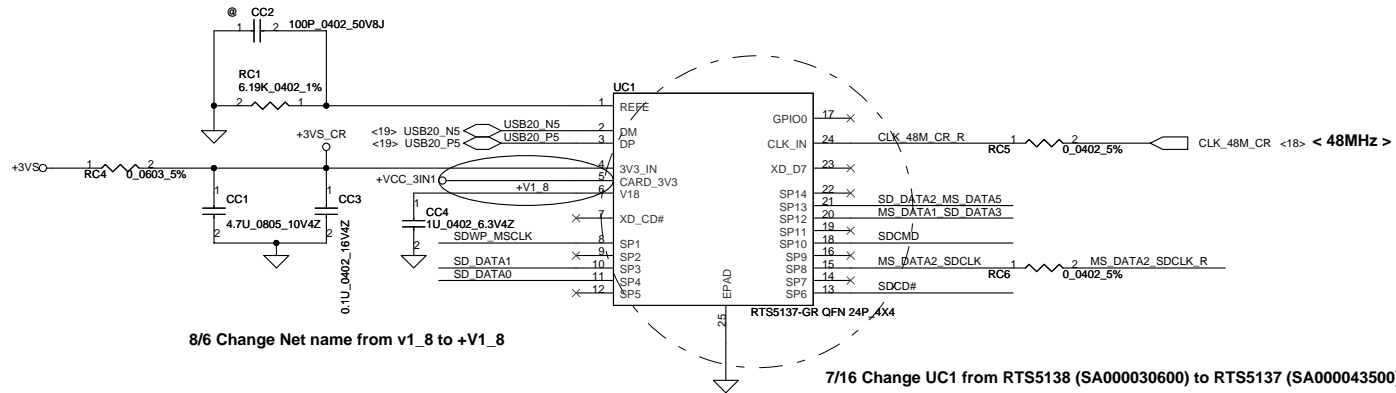 @ CC2
1 2 100P_0402_50V8J
RC1
6.19K_0402_1%
2 1
UC1
1 REFE
<19> USB20_N5 USB20_N5 2 DM
<19> USB20_P5 USB20_P5 3 DP
+3VS_CR
+3VS 1 2 4 3V3_IN
RC4 0_0603_5%
+VCC_3IN1 5 CARD_3V3
+V1_8 6 V18
1 CC1
2 4.7U_0805_10V4Z
1 CC3
2 0.1U_0402_16V4Z
1 CC4
1U_0402_6.3V4Z
2
7 XD_CD#
SDWP_MSCLK 8 SP1
9 SP2
SD_DATA1 10 SP3
SD_DATA0 11 SP4
12 SP5
EPAD
25
GPIO0 17
CLK_IN 24 CLK_48M_CR_R 1 2 CLK_48M_CR <18> < 48MHz >
RC5 0_0402_5%
XD_D7 23
SP14 22
SP13 21 SD_DATA2_MS_DATA5
SP12 20 MS_DATA1_SD_DATA3
SP11 19
SP10 18 SDCMD
SP9 16
SP8 15 MS_DATA2_SDCLK 1 2 MS_DATA2_SDCLK_R
RC6 0_0402_5%
SP7 14
SP6 13 SDCD#
RTS5137-GR QFN 24P_4X4
8/6 Change Net name from v1_8 to +V1_8
7/16 Change UC1 from RTS5138 (SA000030600) to RTS5137 (SA000043500)